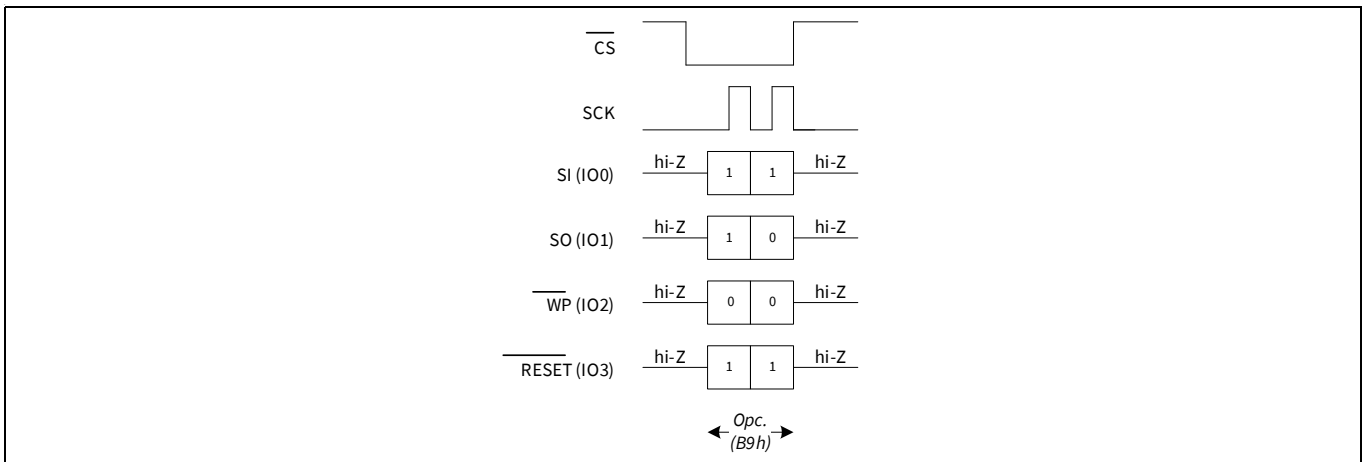 CS
SCK
hi-Z 1 1 hi-Z
SI (IO0)
hi-Z 1 0 hi-Z
SO (IO1)
hi-Z 0 0 hi-Z
WP (IO2)
hi-Z 1 1 hi-Z
RESET (IO3)
Opc.
(B9h)